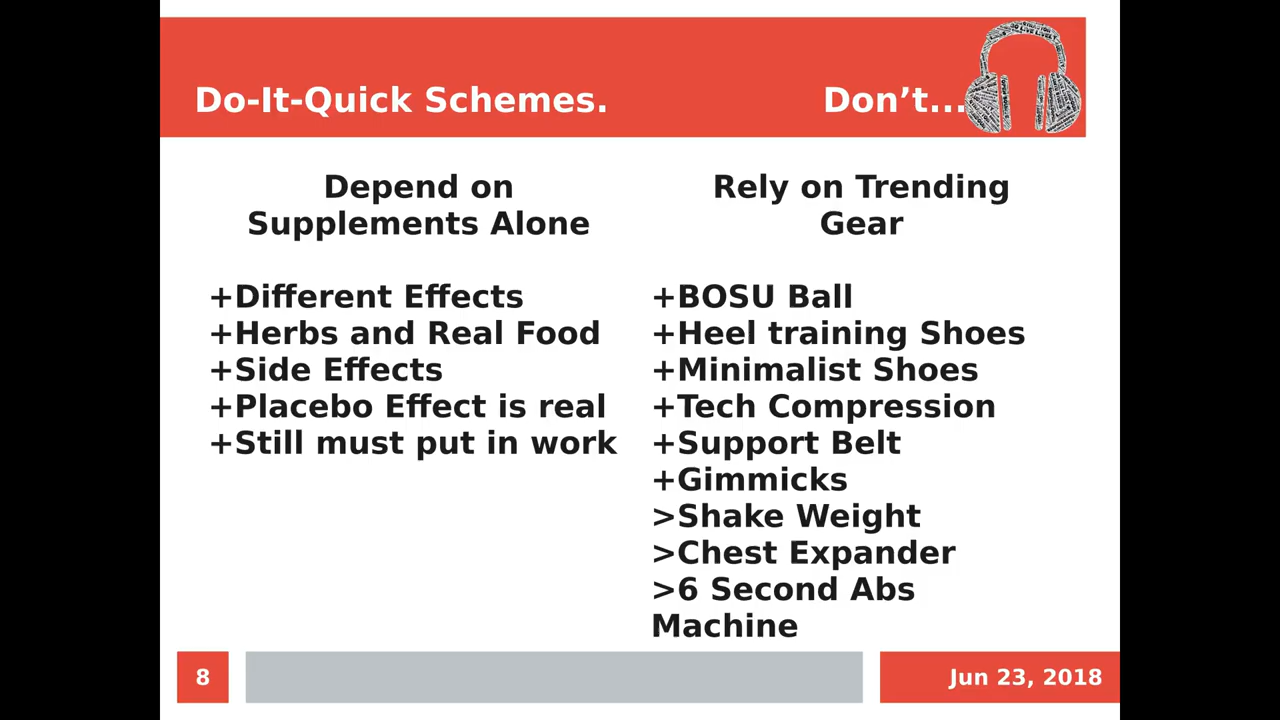 Do-It-Quick Schemes. Don’t...
Depend on
Supplements Alone
+Different Effects
+Herbs and Real Food
+Side Effects
+Placebo Effect is real
+Still must put in work
Rely on Trending
Gear
+BOSU Ball
+Heel training Shoes
+Minimalist Shoes
+Tech Compression
+Support Belt
+Gimmicks
>Shake Weight
>Chest Expander
>6 Second Abs
Machine
8
Jun 23, 2018